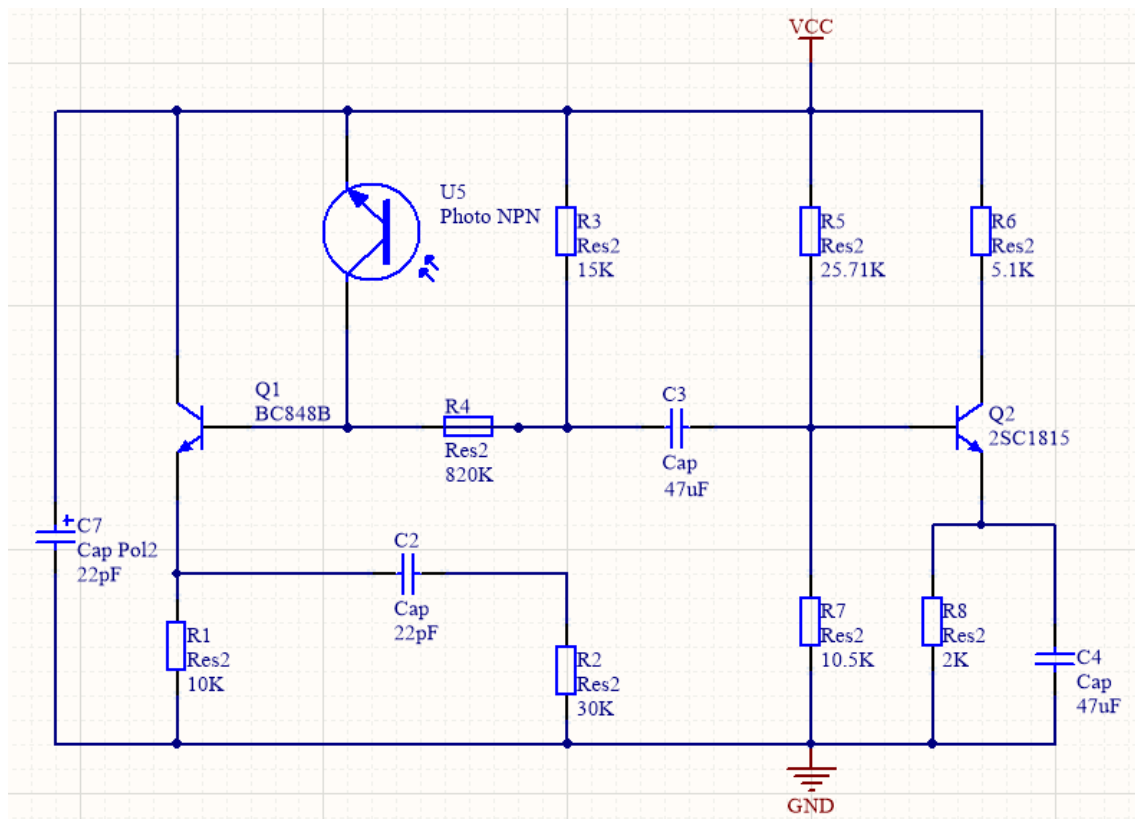 VCC
U5
Photo NPN
R3
Res2
15K
R5
Res2
25.71K
R6
Res2
5.1K
Q1
BC848B
R4
Res2
820K
C3
Cap
47uF
Q2
2SC1815
+
C7
Cap Pol2
22pF
C2
Cap
22pF
R1
Res2
10K
R2
Res2
30K
R7
Res2
10.5K
R8
Res2
2K
C4
Cap
47uF
GND